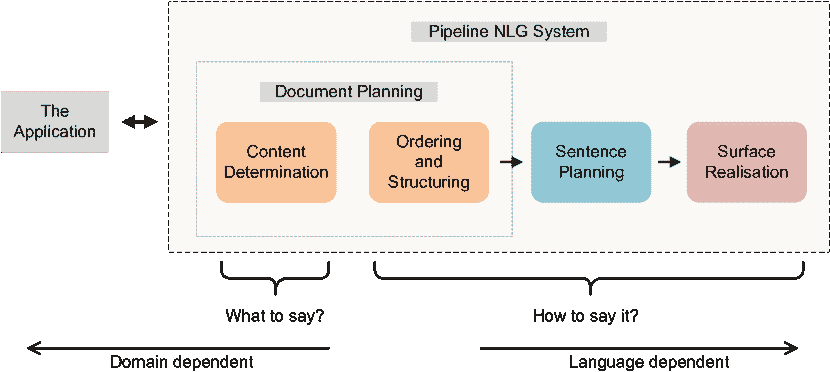 Pipeline NLG System
Document Planning
The
Application
Content
Determination
Ordering
and
Structuring
Sentence
Planning
Surface
Realisation
What to say?
How to say it?
Domain dependent
Language dependent